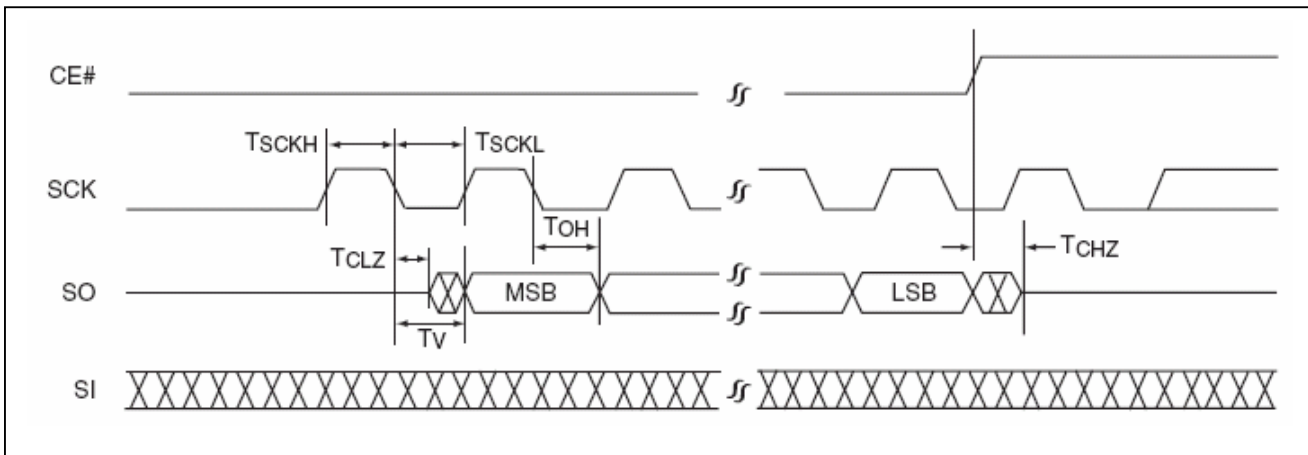 CE#
TSCKH
TSCKL
SCK
TOH
TCLZ
TCHZ
SO
MSB
LSB
TV
SI